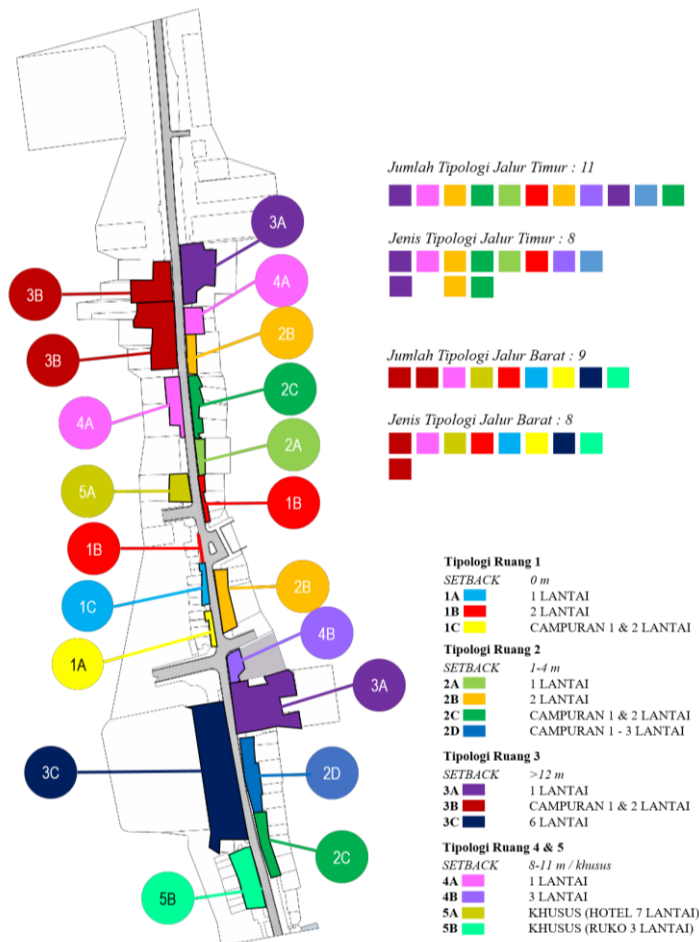 Jumlah Tipologi Jalur Timur : 11
Jenis Tipologi Jalur Timur : 8
Jumlah Tipologi Jalur Barat : 9
Jenis Tipologi Jalur Barat : 8
3A
3B
4A
3B
2B
2C
4A
2A
5A
1B
1B
2B
1C
4B
1A
3A
3C
2D
2C
5B
Tipologi Ruang 1
SETBACK 0 m
1A 1 LANTAI
1B 2 LANTAI
1C CAMPURAN 1 & 2 LANTAI
Tipologi Ruang 2
SETBACK 1-4 m
2A 1 LANTAI
2B 2 LANTAI
2C CAMPURAN 1 & 2 LANTAI
2D CAMPURAN 1 - 3 LANTAI
Tipologi Ruang 3
SETBACK >12 m
3A 1 LANTAI
3B CAMPURAN 1 & 2 LANTAI
3C 6 LANTAI
Tipologi Ruang 4 & 5
SETBACK 8-11 m / khusus
4A 1 LANTAI
4B 3 LANTAI
5A KHUSUS (HOTEL 7 LANTAI)
5B KHUSUS (RUKO 3 LANTAI)